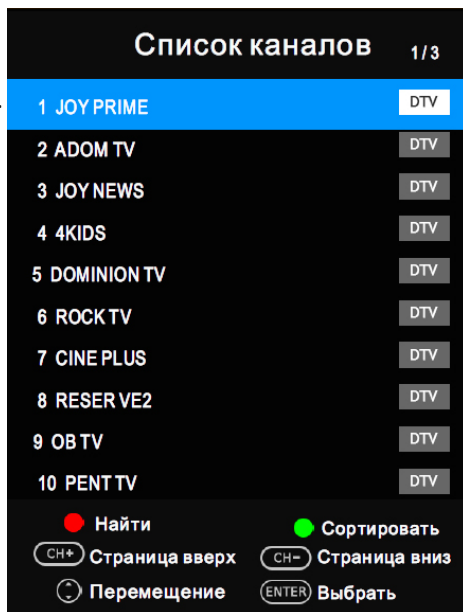 Список каналов 1/3
1 JOY PRIME DTV
2 ADOM TV DTV
3 JOY NEWS DTV
4 4KIDS DTV
5 DOMINION TV DTV
6 ROCK TV DTV
7 CINE PLUS DTV
8 RESER VE2 DTV
9 OB TV DTV
10 PENT TV DTV
Найти Сортировать
CH+ Страница вверх CH- Страница вниз
Перемещение ENTER Выбрать